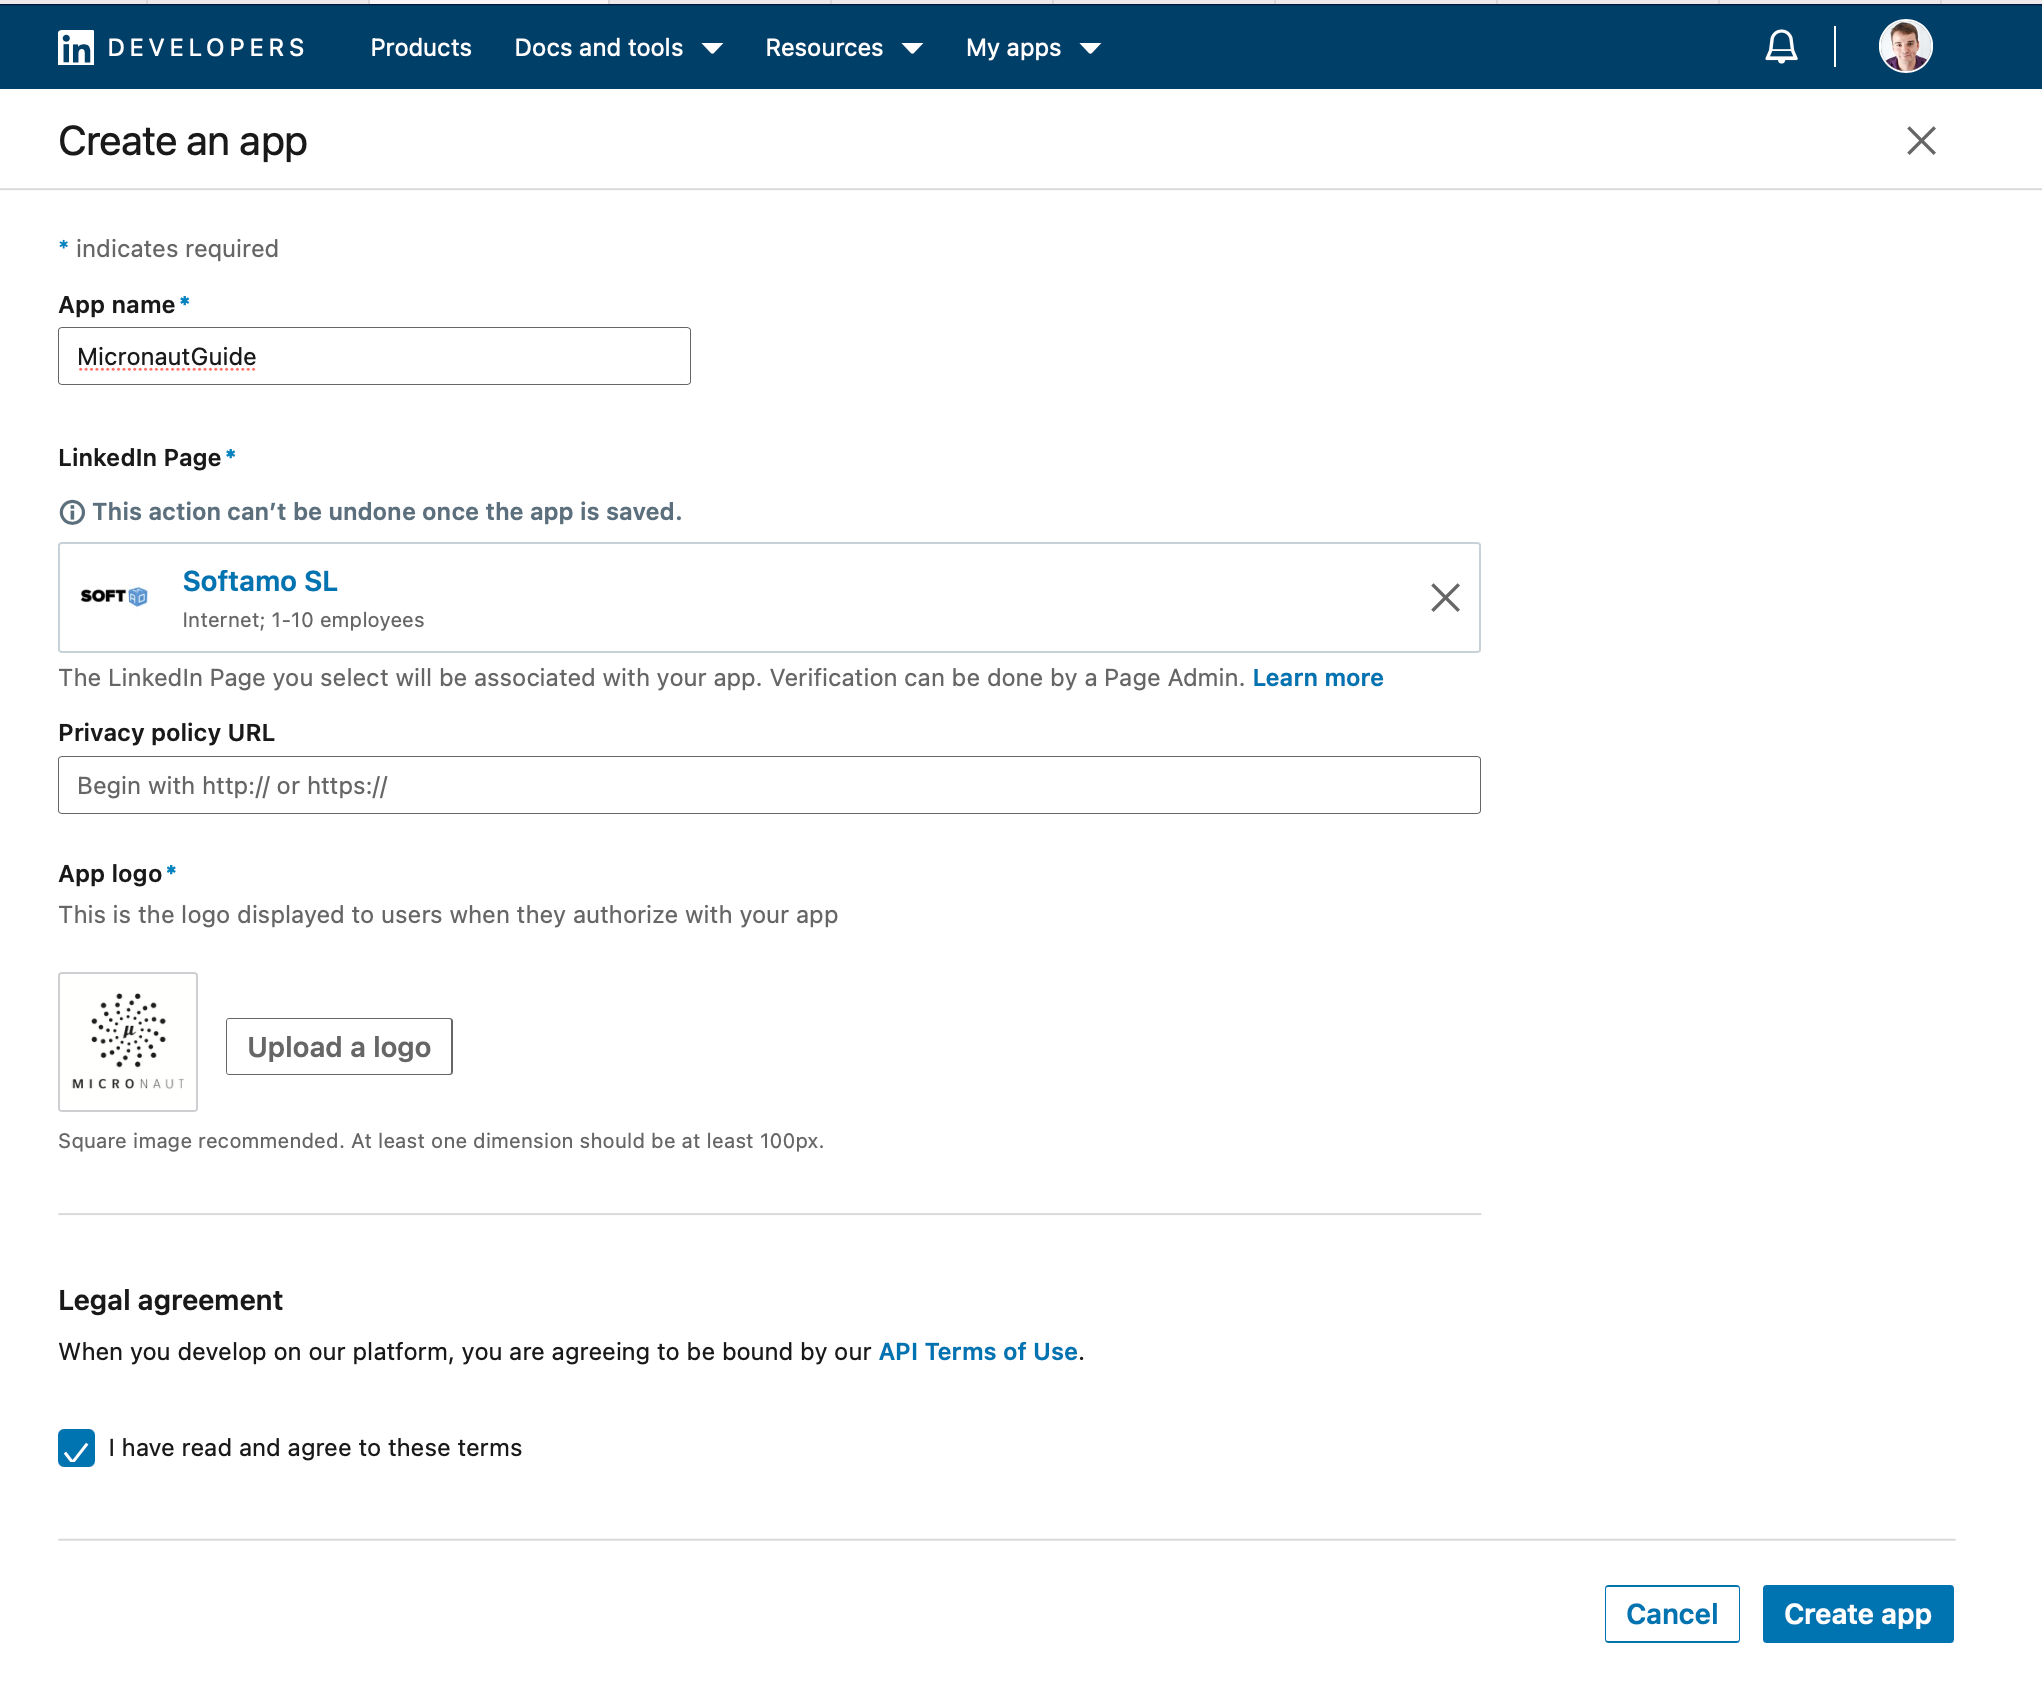 in DEVELOPERS Products Docs and tools Resources My apps
Create an app
* indicates required
App name*
MicronautGuide
LinkedIn Page*
This action can’t be undone once the app is saved.
SOFT
Softamo SL
Internet; 1-10 employees
The LinkedIn Page you select will be associated with your app. Verification can be done by a Page Admin. Learn more
Privacy policy URL
Begin with http:// or https://
App logo*
This is the logo displayed to users when they authorize with your app
μ
MICRONAUT
Upload a logo
Square image recommended. At least one dimension should be at least 100px.
Legal agreement
When you develop on our platform, you are agreeing to be bound by our API Terms of Use.
I have read and agree to these terms
Cancel Create app